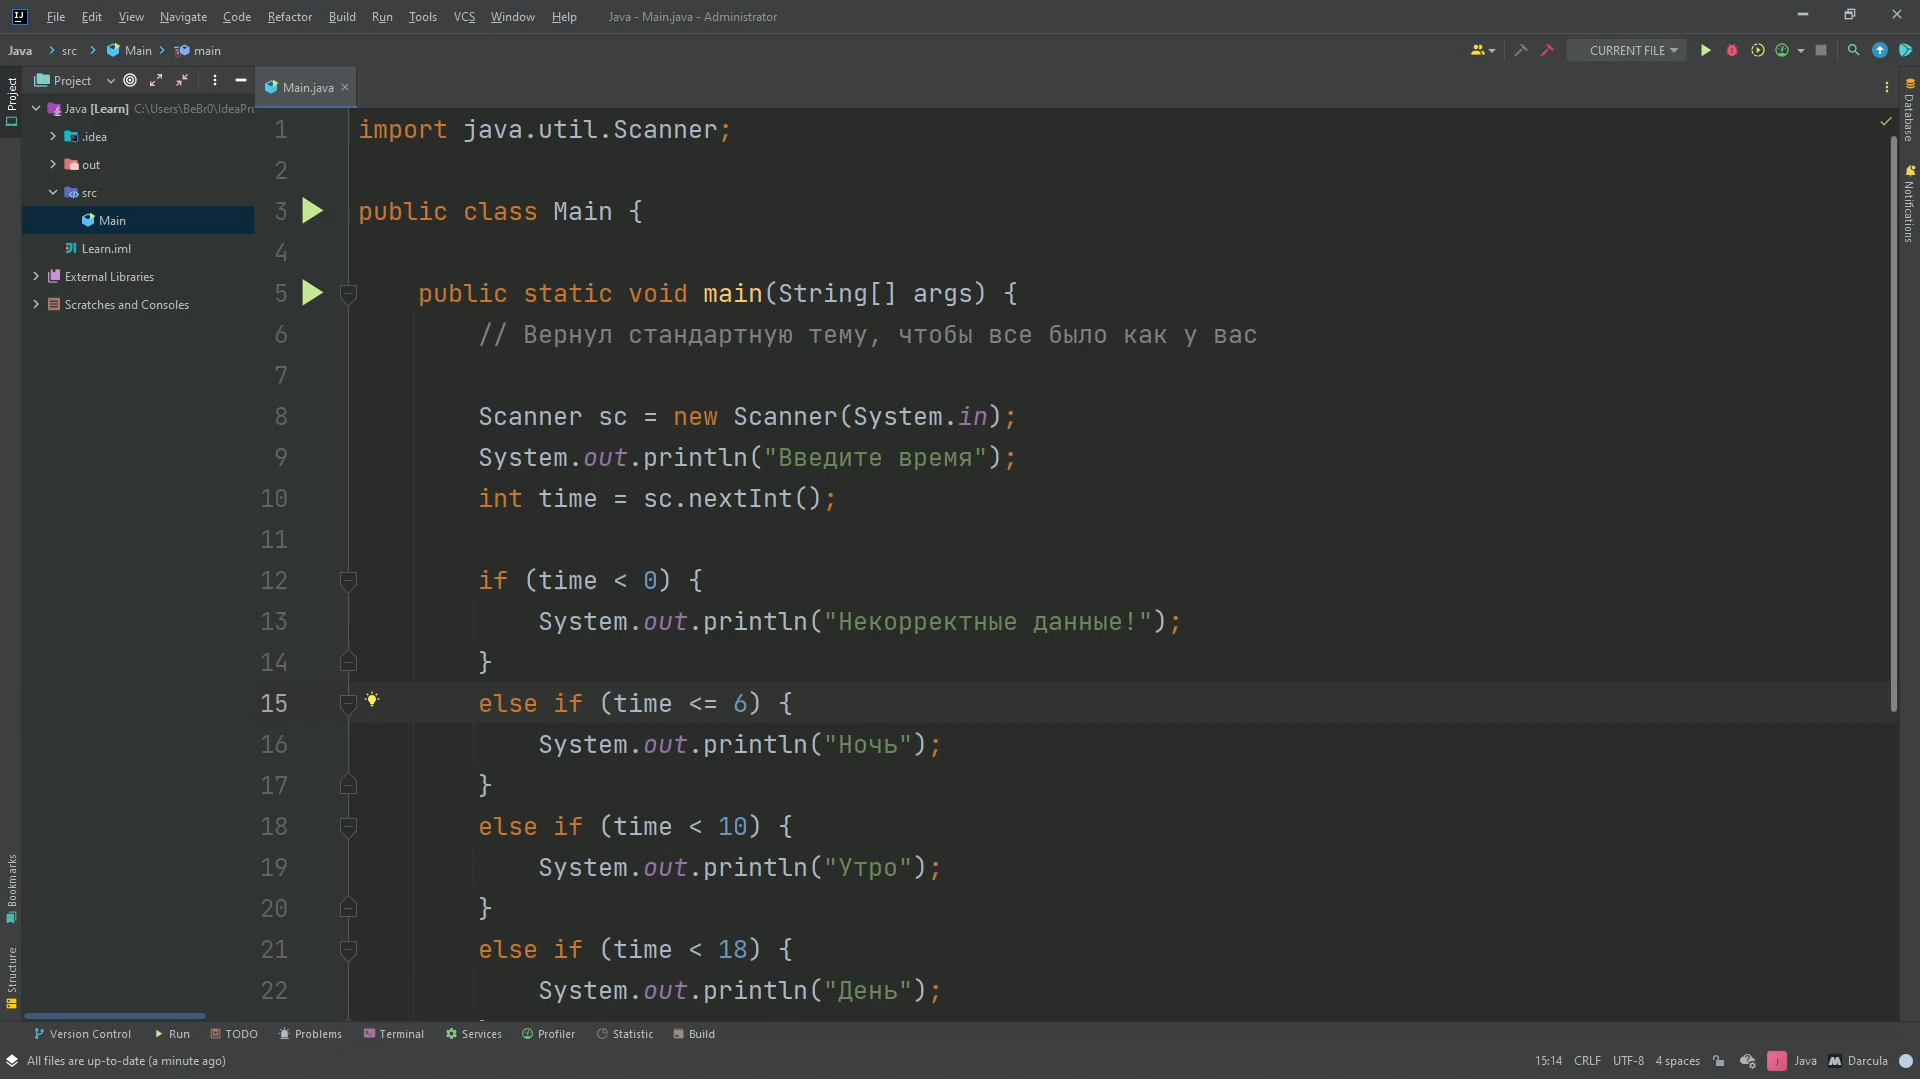 File Edit View Navigate Code Refactor Build Run Tools VCS Window Help Java - Main.java - Administrator
Java src Main main CURRENT FILE
Project Main.java
Java [Learn] C:\Users\BeBr0\IdeaPr
.idea
out
src
Main
Learn.iml
External Libraries
Scratches and Consoles
Project
Bookmarks
Structure
1 import java.util.Scanner;
2
3 public class Main {
4
5 public static void main(String[] args) {
6 // Вернул стандартную тему, чтобы все было как у вас
7
8 Scanner sc = new Scanner(System.in);
9 System.out.println("Введите время");
10 int time = sc.nextInt();
11
12 if (time < 0) {
13 System.out.println("Некорректные данные!");
14 }
15 else if (time <= 6) {
16 System.out.println("Ночь");
17 }
18 else if (time < 10) {
19 System.out.println("Утро");
20 }
21 else if (time < 18) {
22 System.out.println("День");
Database
Notifications
Version Control Run TODO Problems Terminal Services Profiler Statistic Build
All files are up-to-date (a minute ago) 15:14 CRLF UTF-8 4 spaces Java Darcula